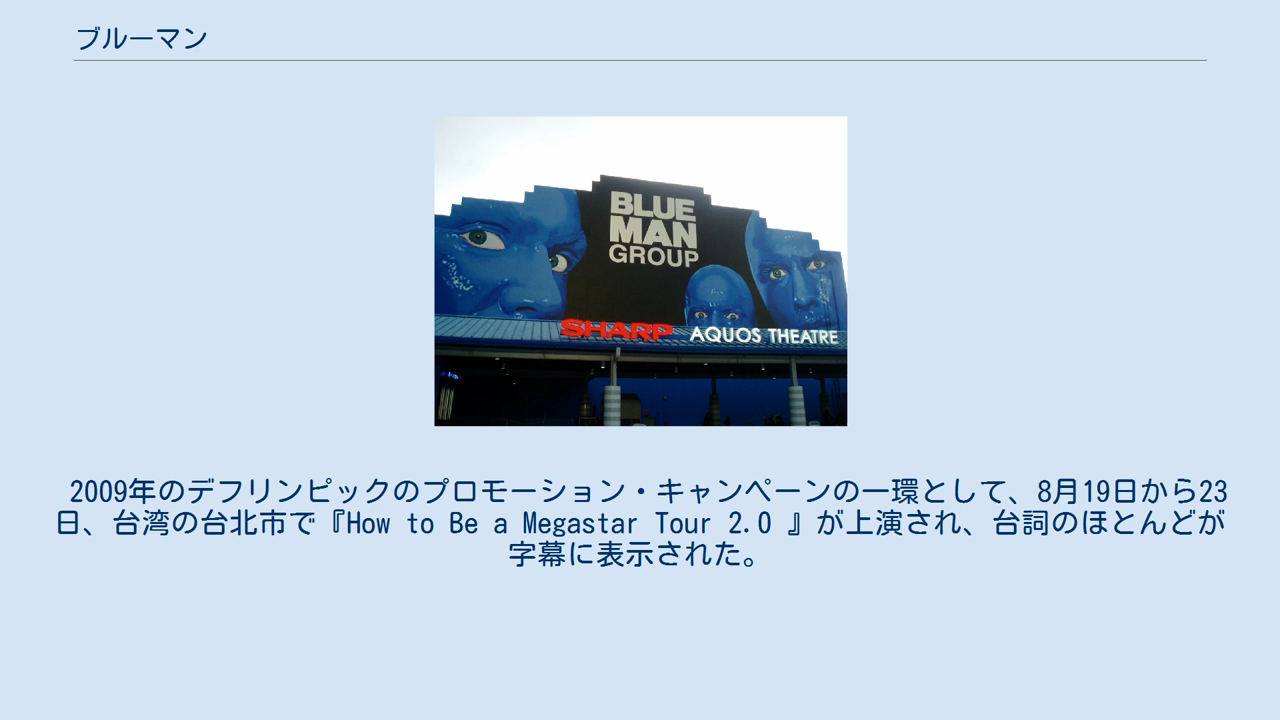 ブルーマン
BLUE
MAN
GROUP
SHARP AQUOS THEATRE
2009年のデフリンピックのプロモーション・キャンペーンの一環として、8月19日から23
日、台湾の台北市で『How to Be a Megastar Tour 2.0 』が上演され、台詞のほとんどが
字幕に表示された。